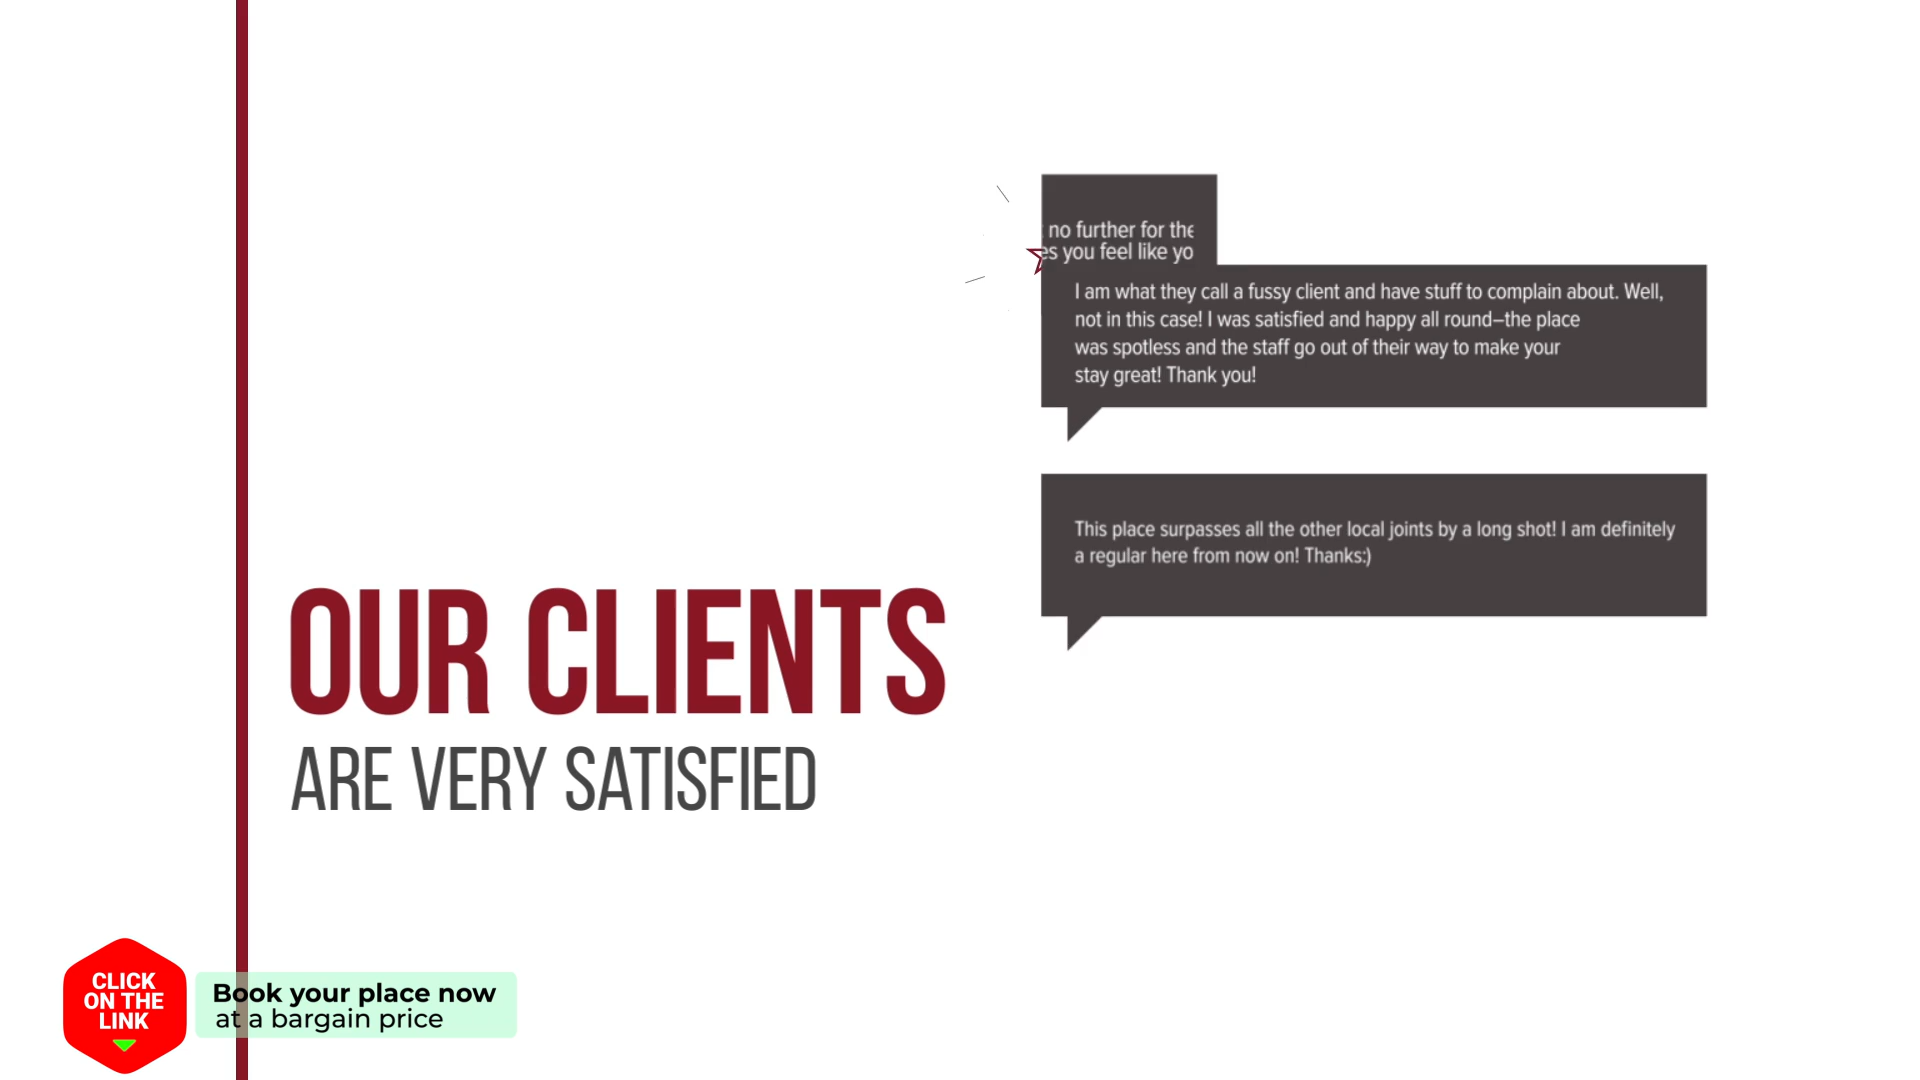 no further for the
es you feel like yo
I am what they call a fussy client and have stuff to complain about. Well,
not in this case! I was satisfied and happy all round–the place
was spotless and the staff go out of their way to make your
stay great! Thank you!
This place surpasses all the other local joints by a long shot! I am definitely
a regular here from now on! Thanks:)
OUR CLIENTS
ARE VERY SATISFIED
CLICK
ON THE
LINK
Book your place now
at a bargain price